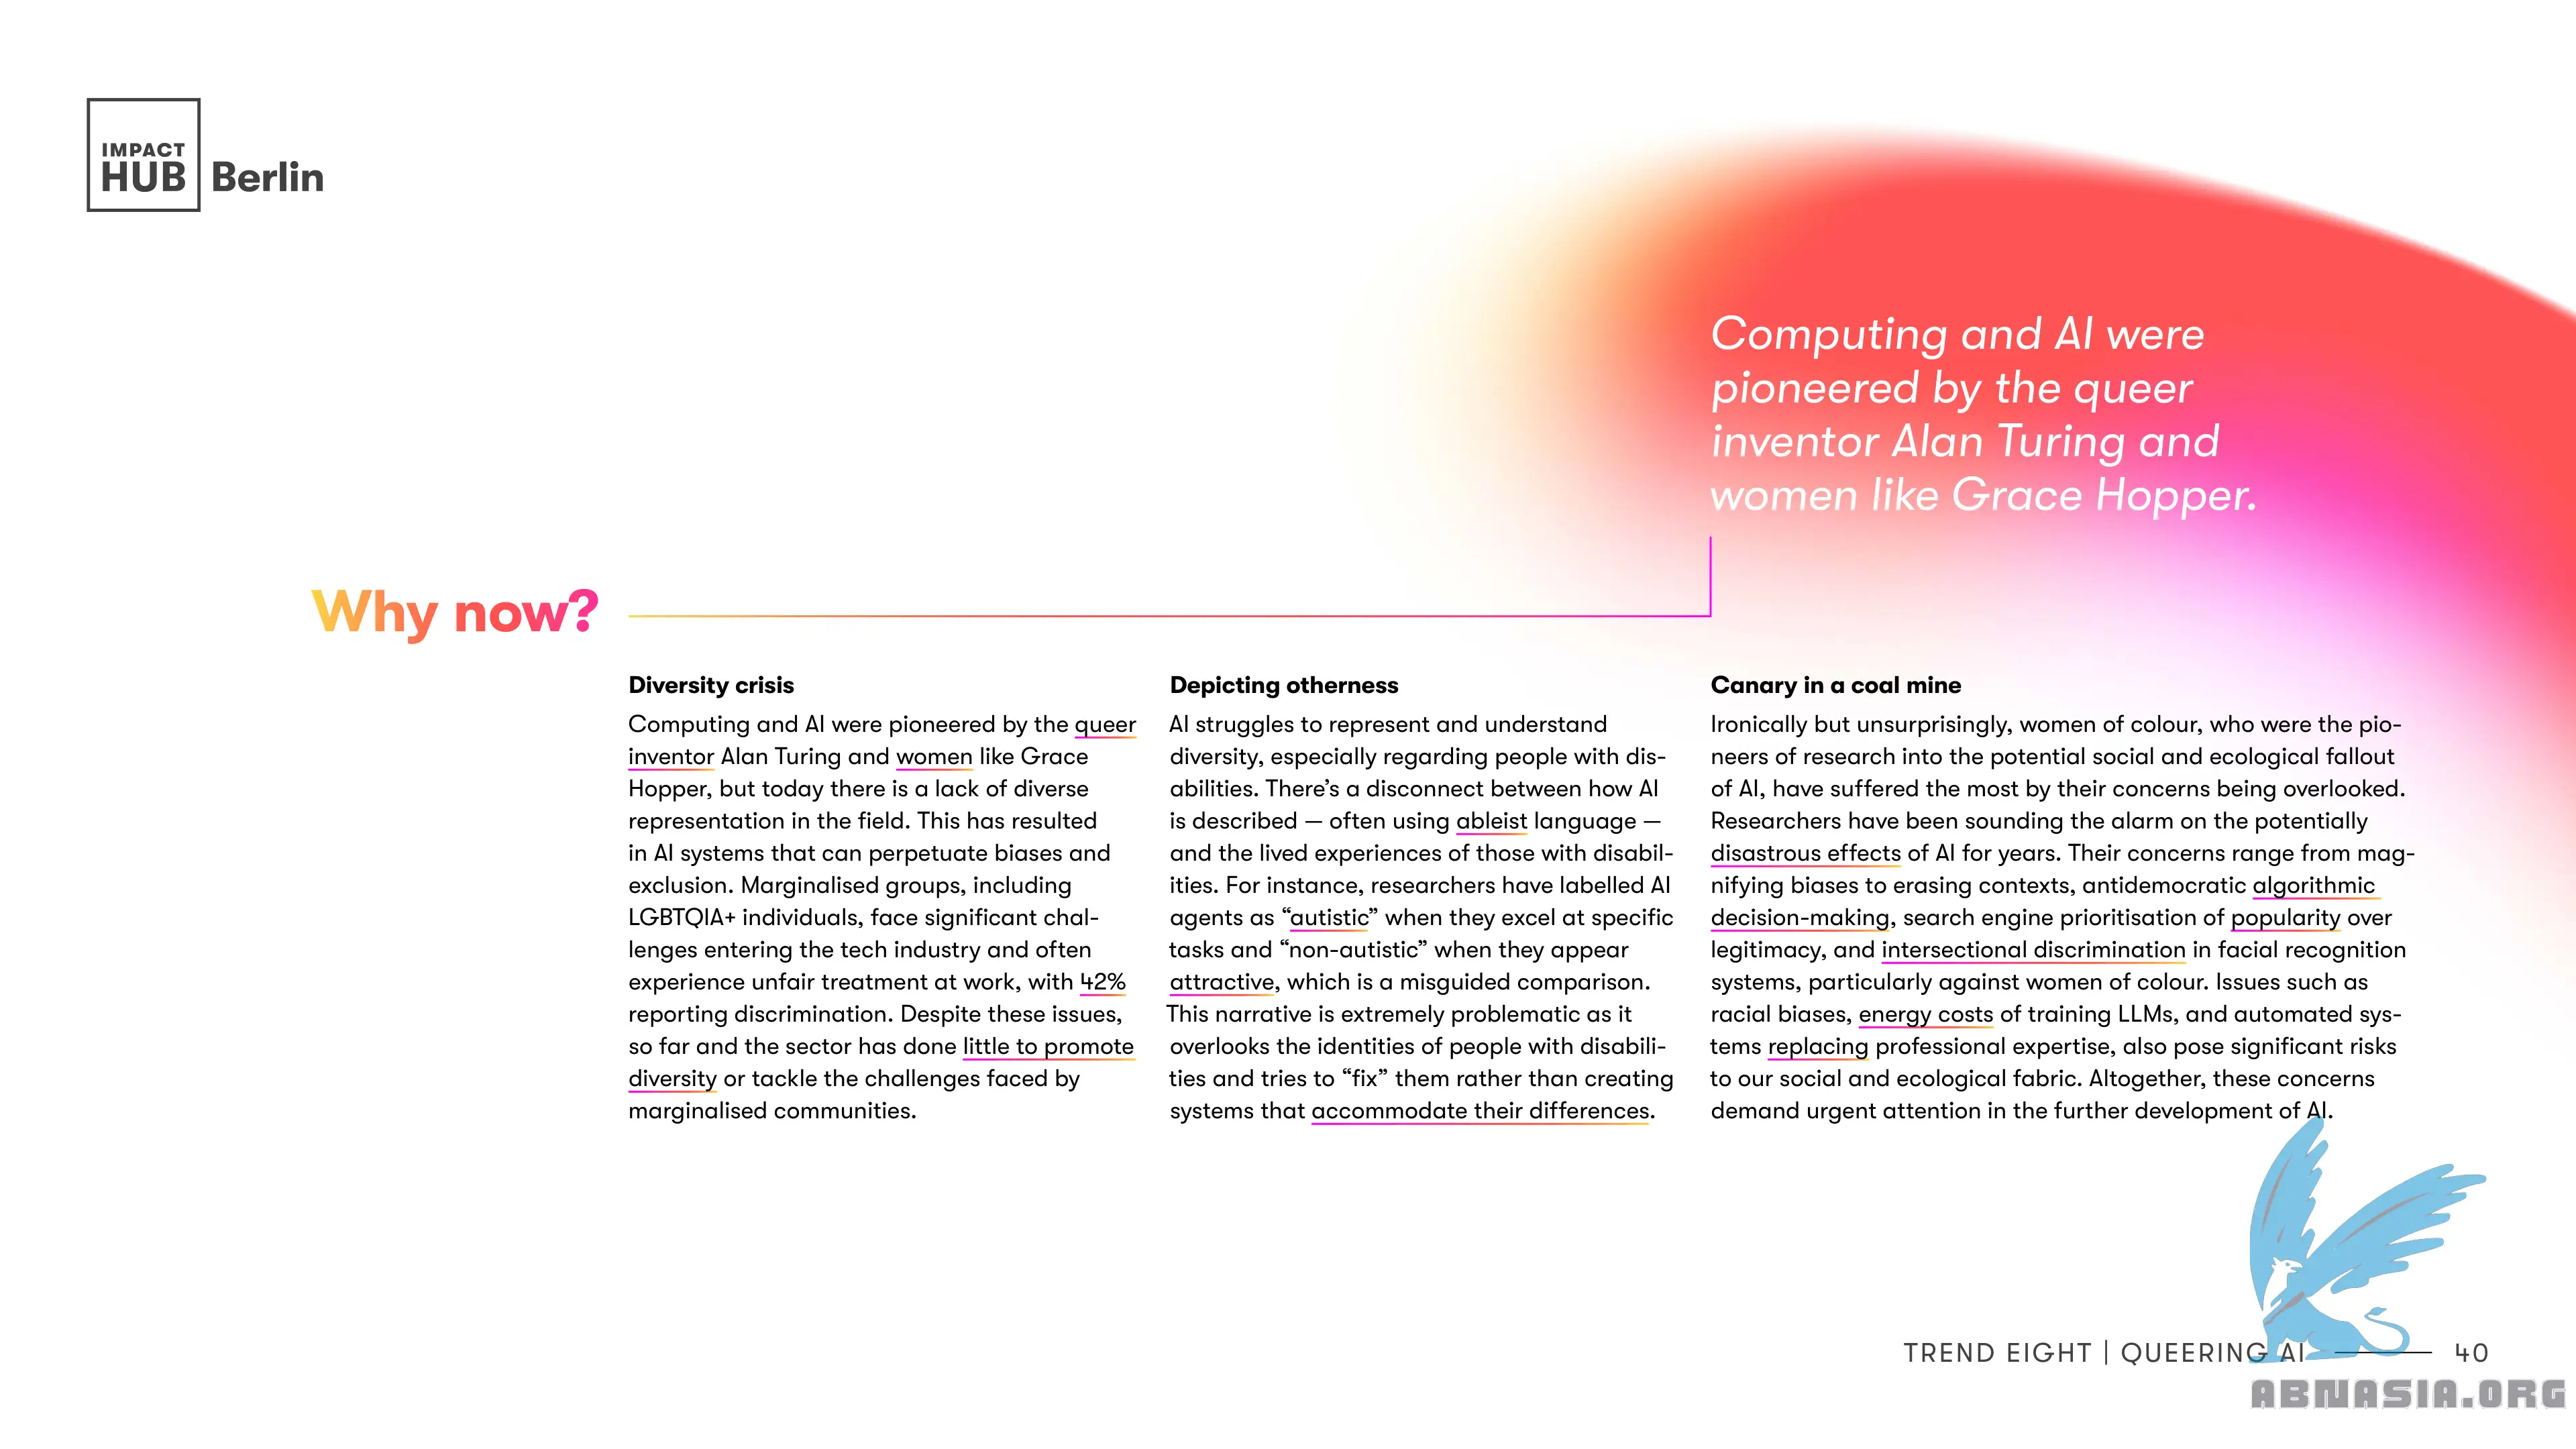 IMPACT
HUB Berlin
Computing and AI were
pioneered by the queer
inventor Alan Turing and
women like Grace Hopper.
Why now?
Diversity crisis
Computing and AI were pioneered by the queer
inventor Alan Turing and women like Grace
Hopper, but today there is a lack of diverse
representation in the field. This has resulted
in AI systems that can perpetuate biases and
exclusion. Marginalised groups, including
LGBTQIA+ individuals, face significant chal-
lenges entering the tech industry and often
experience unfair treatment at work, with 42%
reporting discrimination. Despite these issues,
so far and the sector has done little to promote
diversity or tackle the challenges faced by
marginalised communities.
Depicting otherness
AI struggles to represent and understand
diversity, especially regarding people with dis-
abilities. There’s a disconnect between how AI
is described — often using ableist language —
and the lived experiences of those with disabil-
ities. For instance, researchers have labelled AI
agents as “autistic” when they excel at specific
tasks and “non-autistic” when they appear
attractive, which is a misguided comparison.
This narrative is extremely problematic as it
overlooks the identities of people with disabili-
ties and tries to “fix” them rather than creating
systems that accommodate their differences.
Canary in a coal mine
Ironically but unsurprisingly, women of colour, who were the pio-
neers of research into the potential social and ecological fallout
of AI, have suffered the most by their concerns being overlooked.
Researchers have been sounding the alarm on the potentially
disastrous effects of AI for years. Their concerns range from mag-
nifying biases to erasing contexts, antidemocratic algorithmic
decision-making, search engine prioritisation of popularity over
legitimacy, and intersectional discrimination in facial recognition
systems, particularly against women of colour. Issues such as
racial biases, energy costs of training LLMs, and automated sys-
tems replacing professional expertise, also pose significant risks
to our social and ecological fabric. Altogether, these concerns
demand urgent attention in the further development of AI.
TREND EIGHT | QUEERING AI 40
ABNASIA.ORG